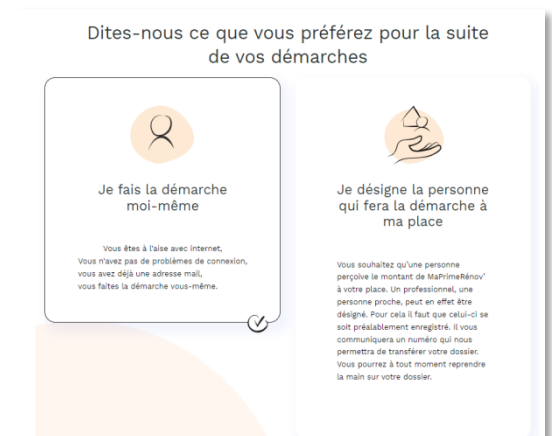 Dites-nous ce que vous préférez pour la suite
de vos démarches
Je fais la démarche
moi-même
Vous êtes à l'aise avec internet,
Vous n'avez pas de problèmes de connexion,
vous avez déjà une adresse mail,
vous faites la démarche vous-même.
Je désigne la personne
qui fera la démarche à
ma place
Vous souhaitez qu'une personne
perçoive le montant de MaPrimeRénov'
à votre place. Un professionnel, une
personne proche, peut en effet être
désigné. Pour cela il faut que celui-ci se
soit préalablement enregistré. Il vous
communiquera un numéro qui nous
permettra de transférer votre dossier.
Vous pourrez à tout moment reprendre
la main sur votre dossier.